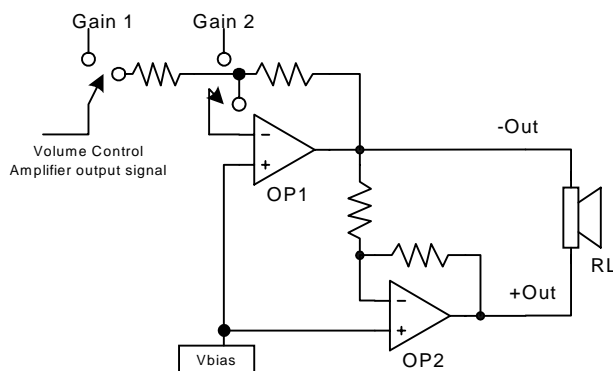 Gain 1
Gain 2
Volume Control
Amplifier output signal
-
+
OP1
-Out
RL
+Out
-
+
OP2
Vbias